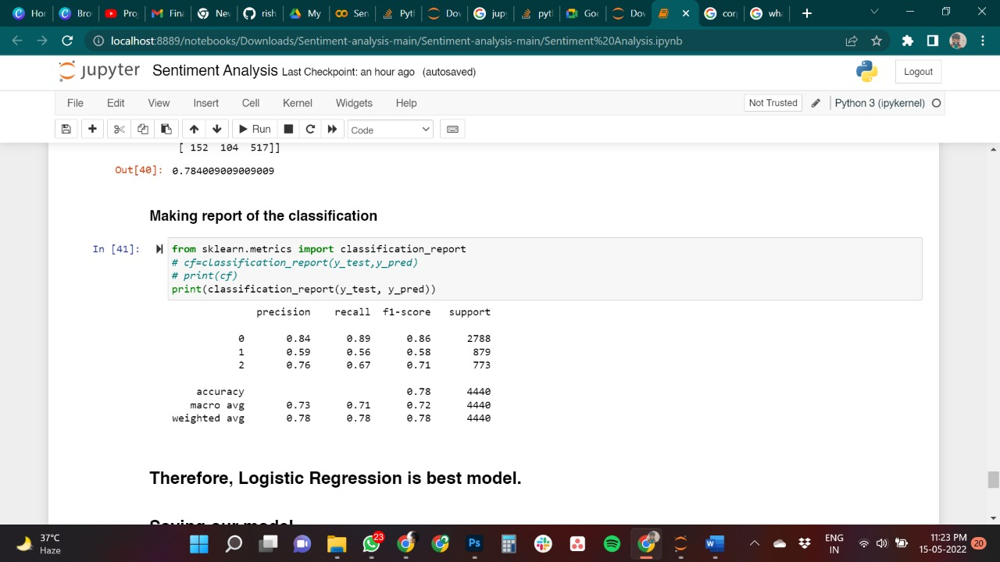 Hor
Bro
Pro
Fina
Nev
rish
My
Sen
Pyth
Dov
jup
pyth
Goo
Dov
cor
wha
localhost:8889/notebooks/Downloads/Sentiment-analysis-main/Sentiment-analysis-main/Sentiment%20Analysis.ipynb
jupyter Sentiment Analysis Last Checkpoint: an hour ago (autosaved) Logout
File Edit View Insert Cell Kernel Widgets Help Not Trusted Python 3 (ipykernel)
Run Code
[ 152 104 517]]
Out[40]: 0.784009009009009
Making report of the classification
In [41]: from sklearn.metrics import classification_report
# cf=classification_report(y_test,y_pred)
# print(cf)
print(classification_report(y_test, y_pred))
precision recall f1-score support
0 0.84 0.89 0.86 2788
1 0.59 0.56 0.58 879
2 0.76 0.67 0.71 773
accuracy 0.78 4440
macro avg 0.73 0.71 0.72 4440
weighted avg 0.78 0.78 0.78 4440
Therefore, Logistic Regression is best model.
Saving our model
37°C
Haze
23
Ps
W
ENG
IN
11:23 PM
15-05-2022
20